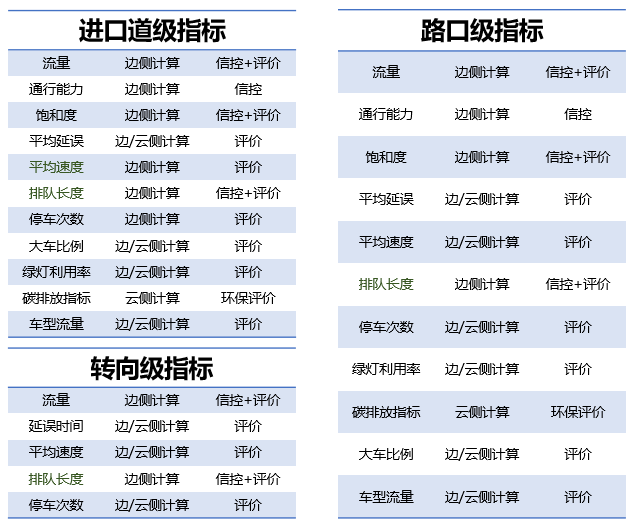 进口道级指标
流量 边侧计算 信控+评价
通行能力 边侧计算 信控
饱和度 边侧计算 信控+评价
平均延误 边/云侧计算 评价
平均速度 边侧计算 评价
排队长度 边侧计算 信控+评价
停车次数 边侧计算 评价
大车比例 边/云侧计算 评价
绿灯利用率 边/云侧计算 评价
碳排放指标 云侧计算 环保评价
车型流量 边/云侧计算 评价
转向级指标
流量 边侧计算 信控+评价
延误时间 边/云侧计算 评价
平均速度 边/云侧计算 评价
排队长度 边侧计算 信控+评价
停车次数 边/云侧计算 评价
路口级指标
流量 边侧计算 信控+评价
通行能力 边侧计算 信控
饱和度 边侧计算 信控+评价
平均延误 边/云侧计算 评价
平均速度 边/云侧计算 评价
排队长度 边侧计算 信控+评价
停车次数 边/云侧计算 评价
绿灯利用率 边/云侧计算 评价
碳排放指标 云侧计算 环保评价
大车比例 边/云侧计算 评价
车型流量 边/云侧计算 评价